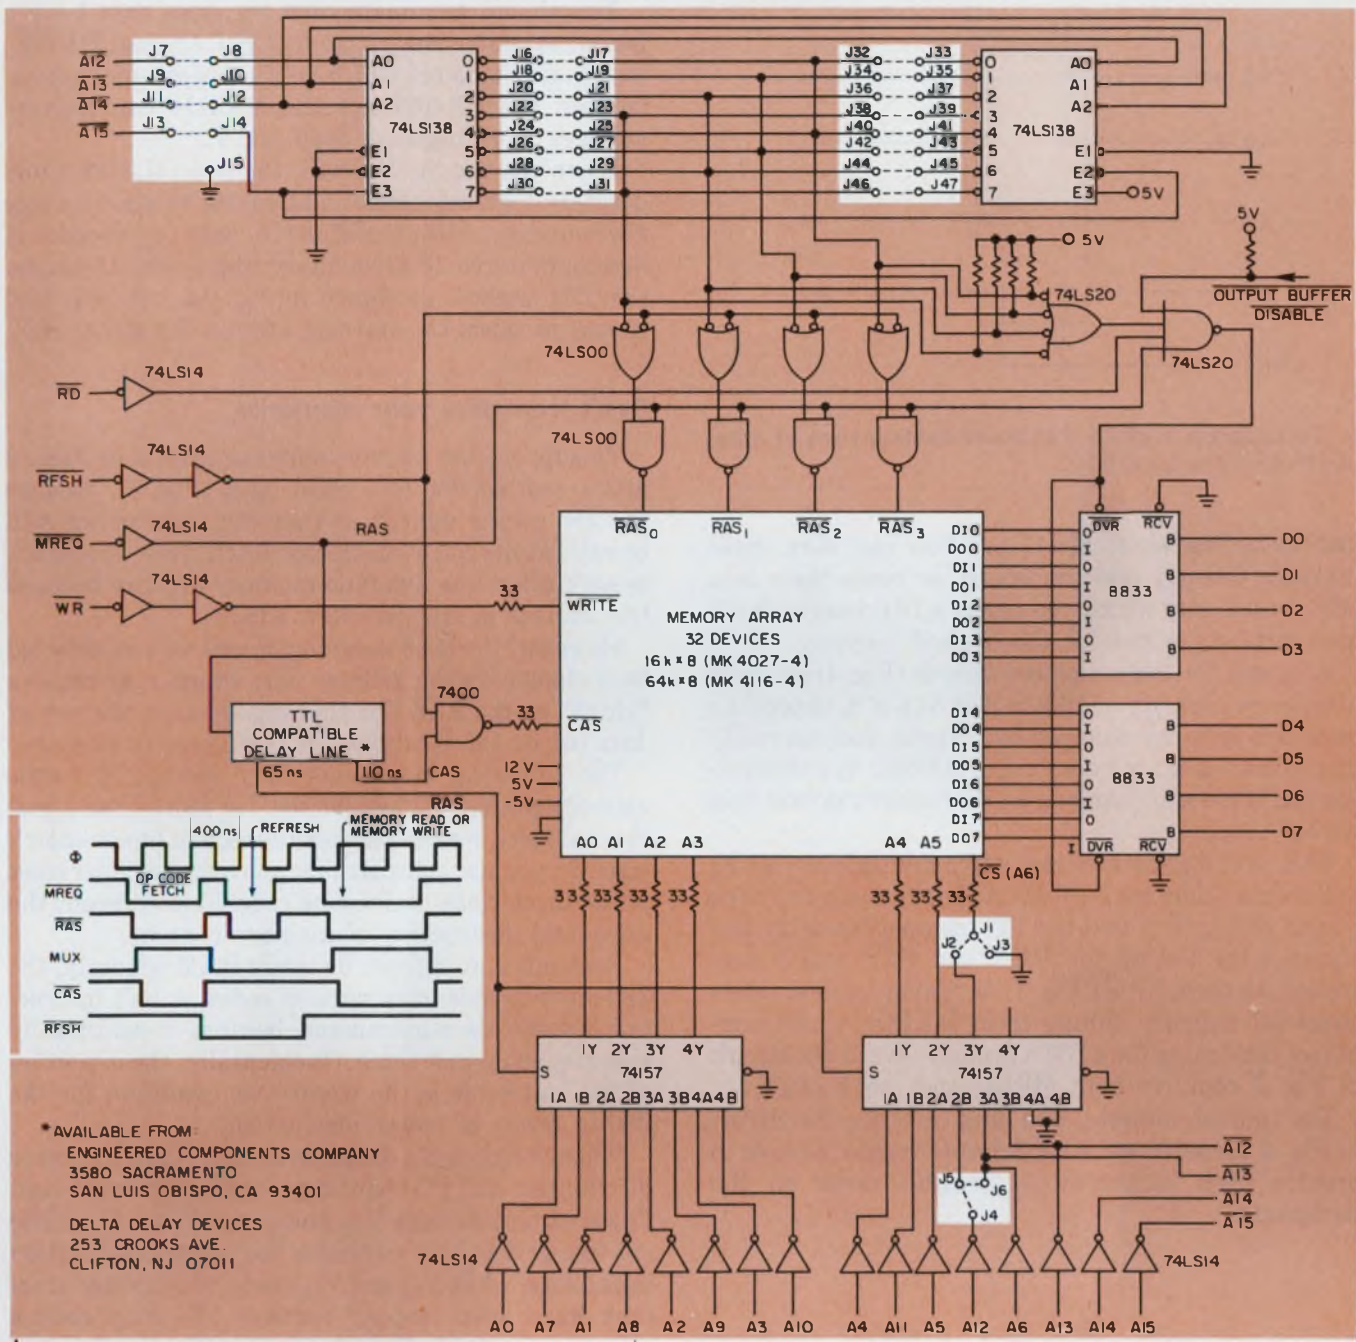 J7 J8
A12
J9 J10
A13
J11 J12
A14
J13 J14
A15
J15
A0 0
A1 1
A2 2
3
74LS138 4
E1 5
E2 6
E3 7
J16 J17
J18 J19
J20 J21
J22 J23
J24 J25
J26 J27
J28 J29
J30 J31
J32 J33
J34 J35
J36 J37
J38 J39
J40 J41
J42 J43
J44 J45
J46 J47
0 A0
1 A1
2 A2
3
4 74LS138
5 E1
6 E2
7 E3
5V
5V
5V
74LS20
OUTPUT BUFFER
DISABLE
74LS20
74LS00
74LS00
RD 74LS14
RFSH 74LS14 74LS14
MREQ 74LS14 RAS
WR 74LS14
33
WRITE
RAS0 RAS1 RAS2 RAS3
MEMORY ARRAY
32 DEVICES
16k x 8 (MK 4027-4)
64k x 8 (MK 4116-4)
7400
33
CAS
TTL
COMPATIBLE
DELAY LINE *
65 ns 110 ns CAS
RAS
12 V
5V
-5V
DI0 O
DO0 I
DI1 O
DO1 I
DI2 O
DO2 I
DI3 O
DO3 I
DVR RCV
B D0
B D1
8833
B D2
B D3
DI4 O
DO4 I
DI5 O
DO5 I
DI6 O
DO6 I
DI7 O
DO7 I
B D4
B D5
8833
B D6
B D7
DVR RCV
A0 A1 A2 A3 A4 A5
CS (A6)
33 33 33 33 33 33 33
J1
J2 J3
400ns REFRESH MEMORY READ OR
MEMORY WRITE
Φ
MREQ OP CODE
FETCH
RAS
MUX
CAS
RFSH
1Y 2Y 3Y 4Y
S 74157
1A 1B 2A 2B 3A 3B 4A 4B
1Y 2Y 3Y 4Y
S 74157
1A 1B 2A 2B 3A 3B 4A 4B
A12
A13
A14
A15
J5 J6
J4
* AVAILABLE FROM
ENGINEERED COMPONENTS COMPANY
3580 SACRAMENTO
SAN LUIS OBISPO, CA 93401
DELTA DELAY DEVICES
253 CROOKS AVE.
CLIFTON, NJ 07011
74LS14 74LS14
A0 A7 A1 A8 A2 A9 A3 A10 A4 A11 A5 A12 A6 A13 A14 A15